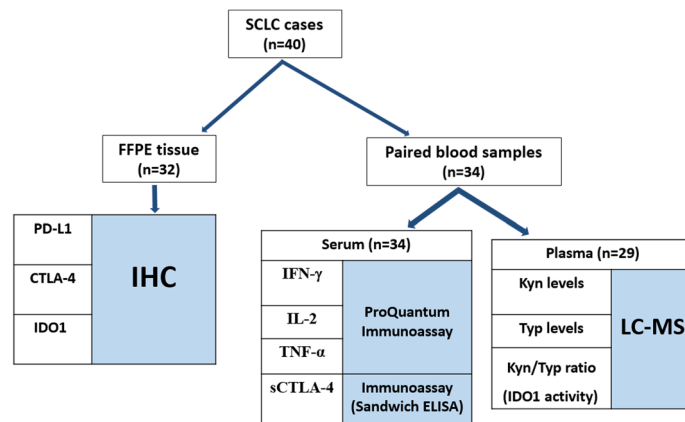 SCLC cases
(n=40)
FFPE tissue
(n=32)
Paired blood samples
(n=34)
PD-L1
CTLA-4
IDO1
IHC
Serum (n=34)
IFN-γ
IL-2
TNF-α
ProQuantum
Immunoassay
sCTLA-4
Immunoassay
(Sandwich ELISA)
Plasma (n=29)
Kyn levels
Typ levels
Kyn/Typ ratio
(IDO1 activity)
LC-MS